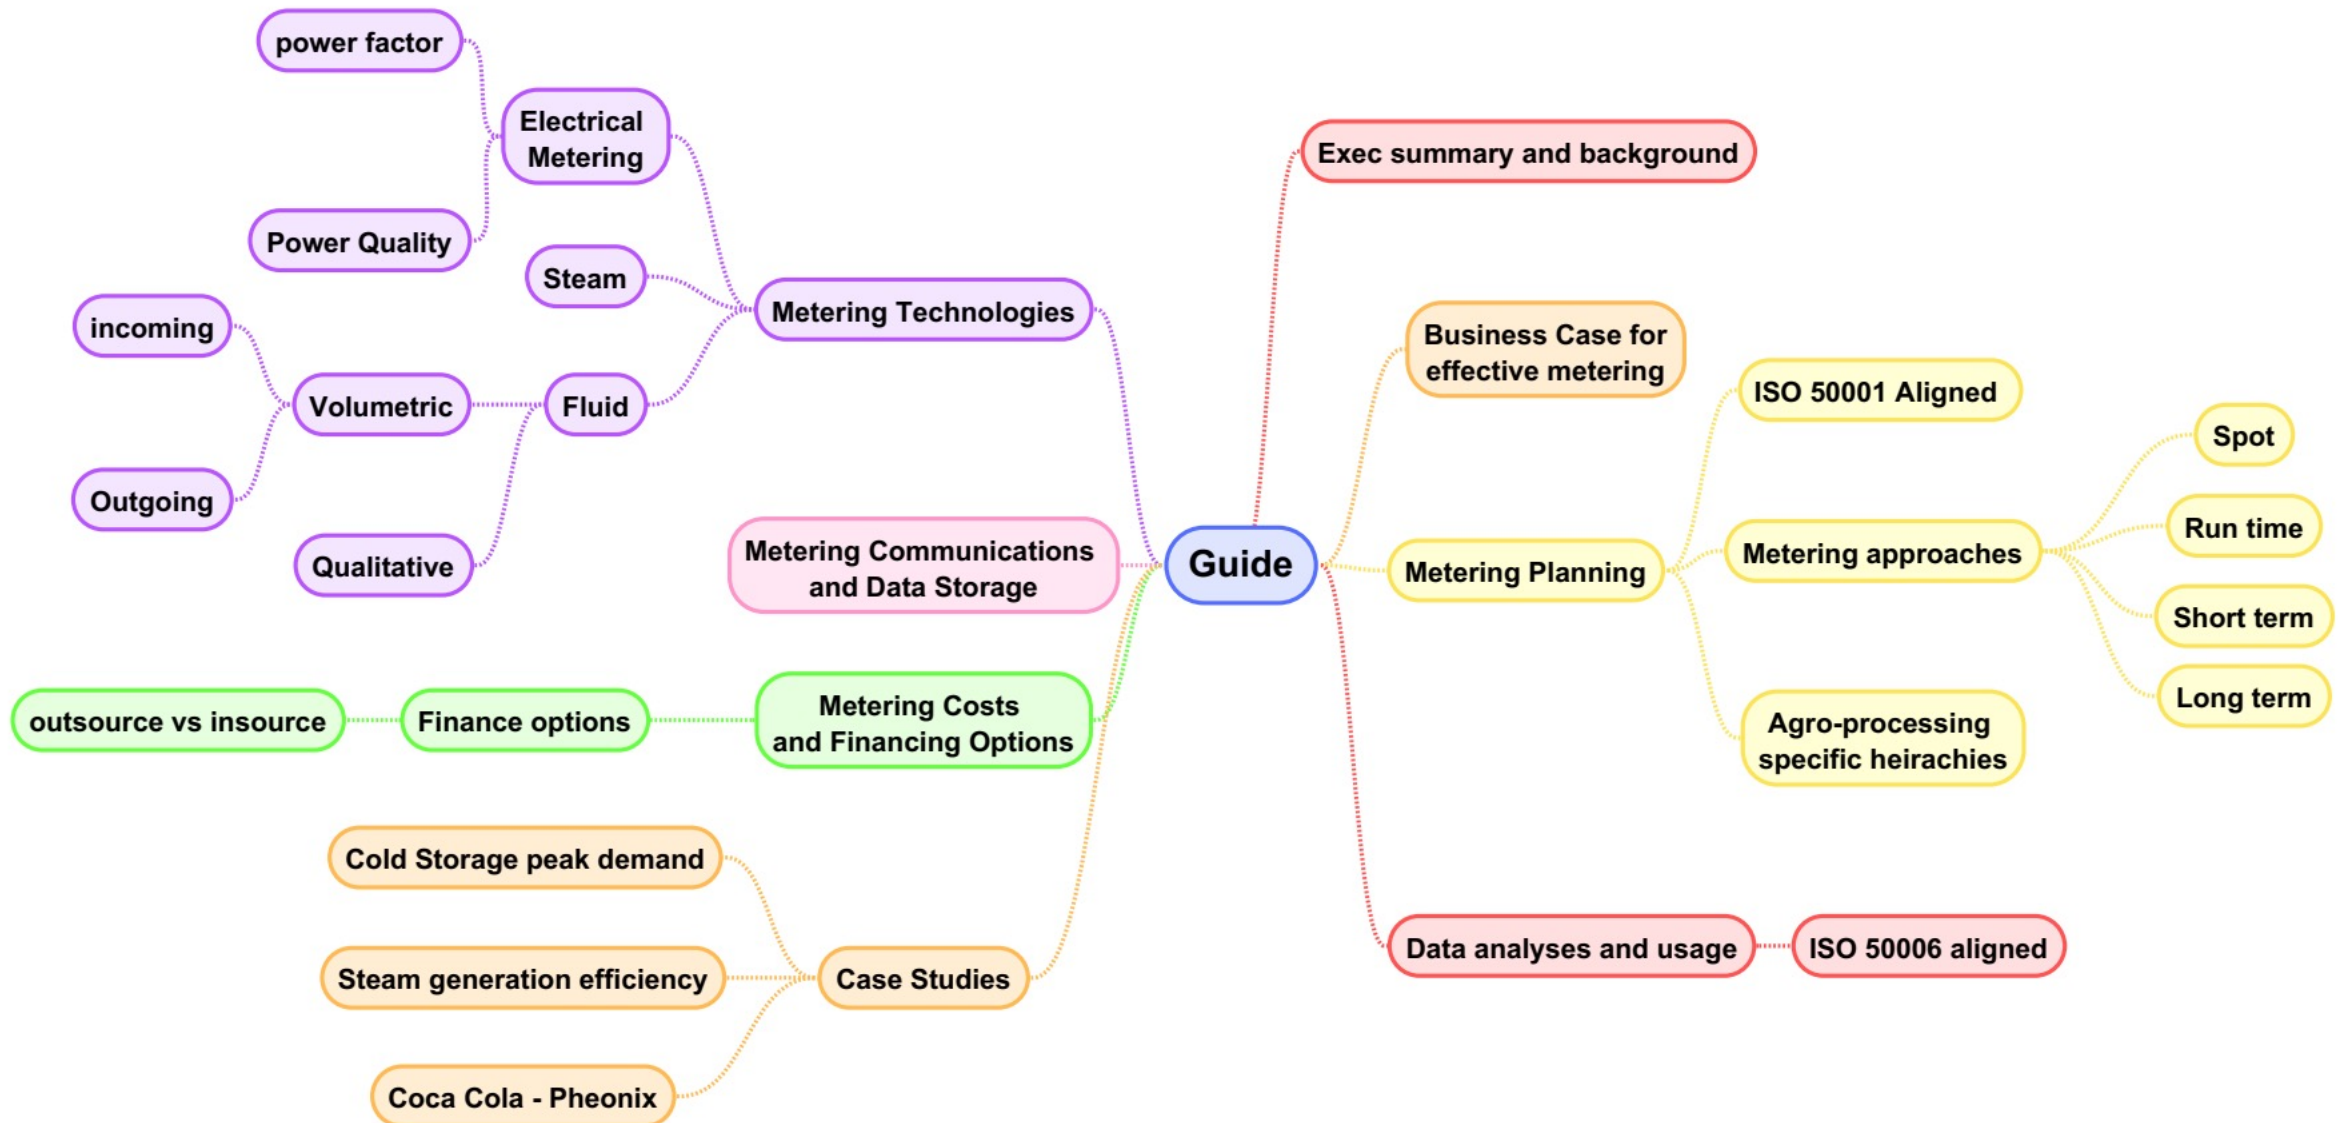 power factor
Electrical
Metering
Power Quality
Steam
incoming
Metering Technologies
Volumetric
Fluid
Outgoing
Qualitative
Metering Communications
and Data Storage
outsource vs insource
Finance options
Metering Costs
and Financing Options
Cold Storage peak demand
Steam generation efficiency
Case Studies
Coca Cola - Pheonix
Guide
Exec summary and background
Business Case for
effective metering
ISO 50001 Aligned
Spot
Run time
Metering approaches
Metering Planning
Short term
Long term
Agro-processing
specific heirachies
Data analyses and usage
ISO 50006 aligned